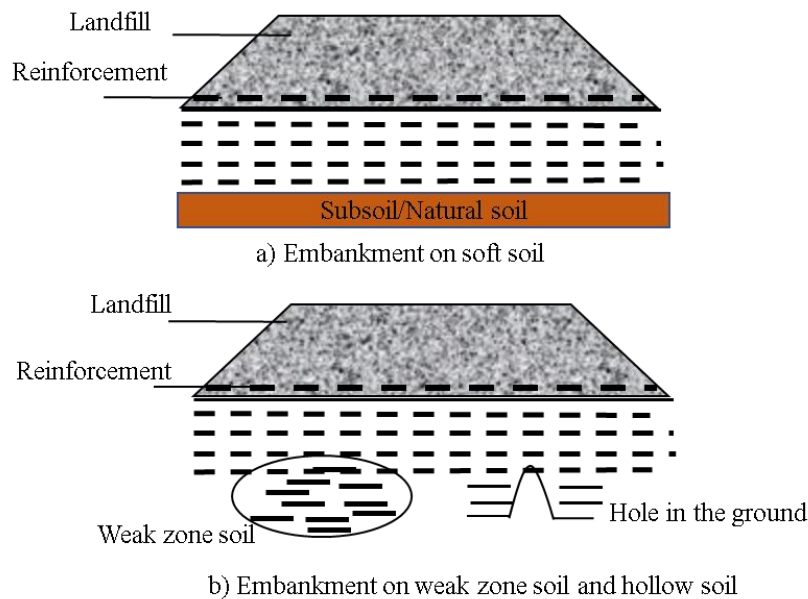 Landfill
Reinforcement
Subsoil/Natural soil
a) Embankment on soft soil
Landfill
Reinforcement
Weak zone soil
Hole in the ground
b) Embankment on weak zone soil and hollow soil